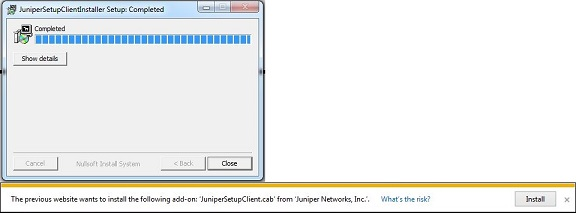 JuniperSetupClientInstaller Setup: Completed
Completed
Show details
Cancel
Nullsoft Install System
< Back
Close
The previous website wants to install the following add-on: 'JuniperSetupClient.cab' from 'Juniper Networks, Inc.'. What's the risk? Install